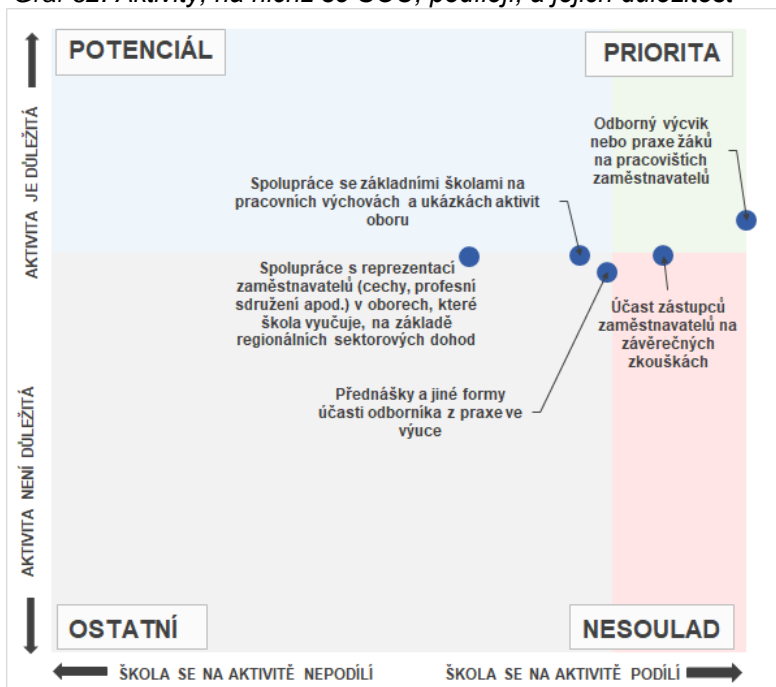 POTENCIÁL
PRIORITA
AKTIVITA JE DŮLEŽITÁ
Odborný výcvik
nebo praxe žáků
na pracovištích
zaměstnavatelů
Spolupráce se základními školami na
pracovních výchovách a ukázkách aktivit
oboru
Spolupráce s reprezentací
zaměstnavatelů (cechy, profesní
sdružení apod.) v oborech, které
škola vyučuje, na základě
regionálních sektorových dohod
Účast zástupců
zaměstnavatelů na
závěrečných
zkouškách
Přednášky a jiné formy
účasti odborníka z praxe ve
výuce
AKTIVITA NENÍ DŮLEŽITÁ
OSTATNÍ
NESOULAD
ŠKOLA SE NA AKTIVITĚ NEPODÍLÍ
ŠKOLA SE NA AKTIVITĚ PODÍLÍ